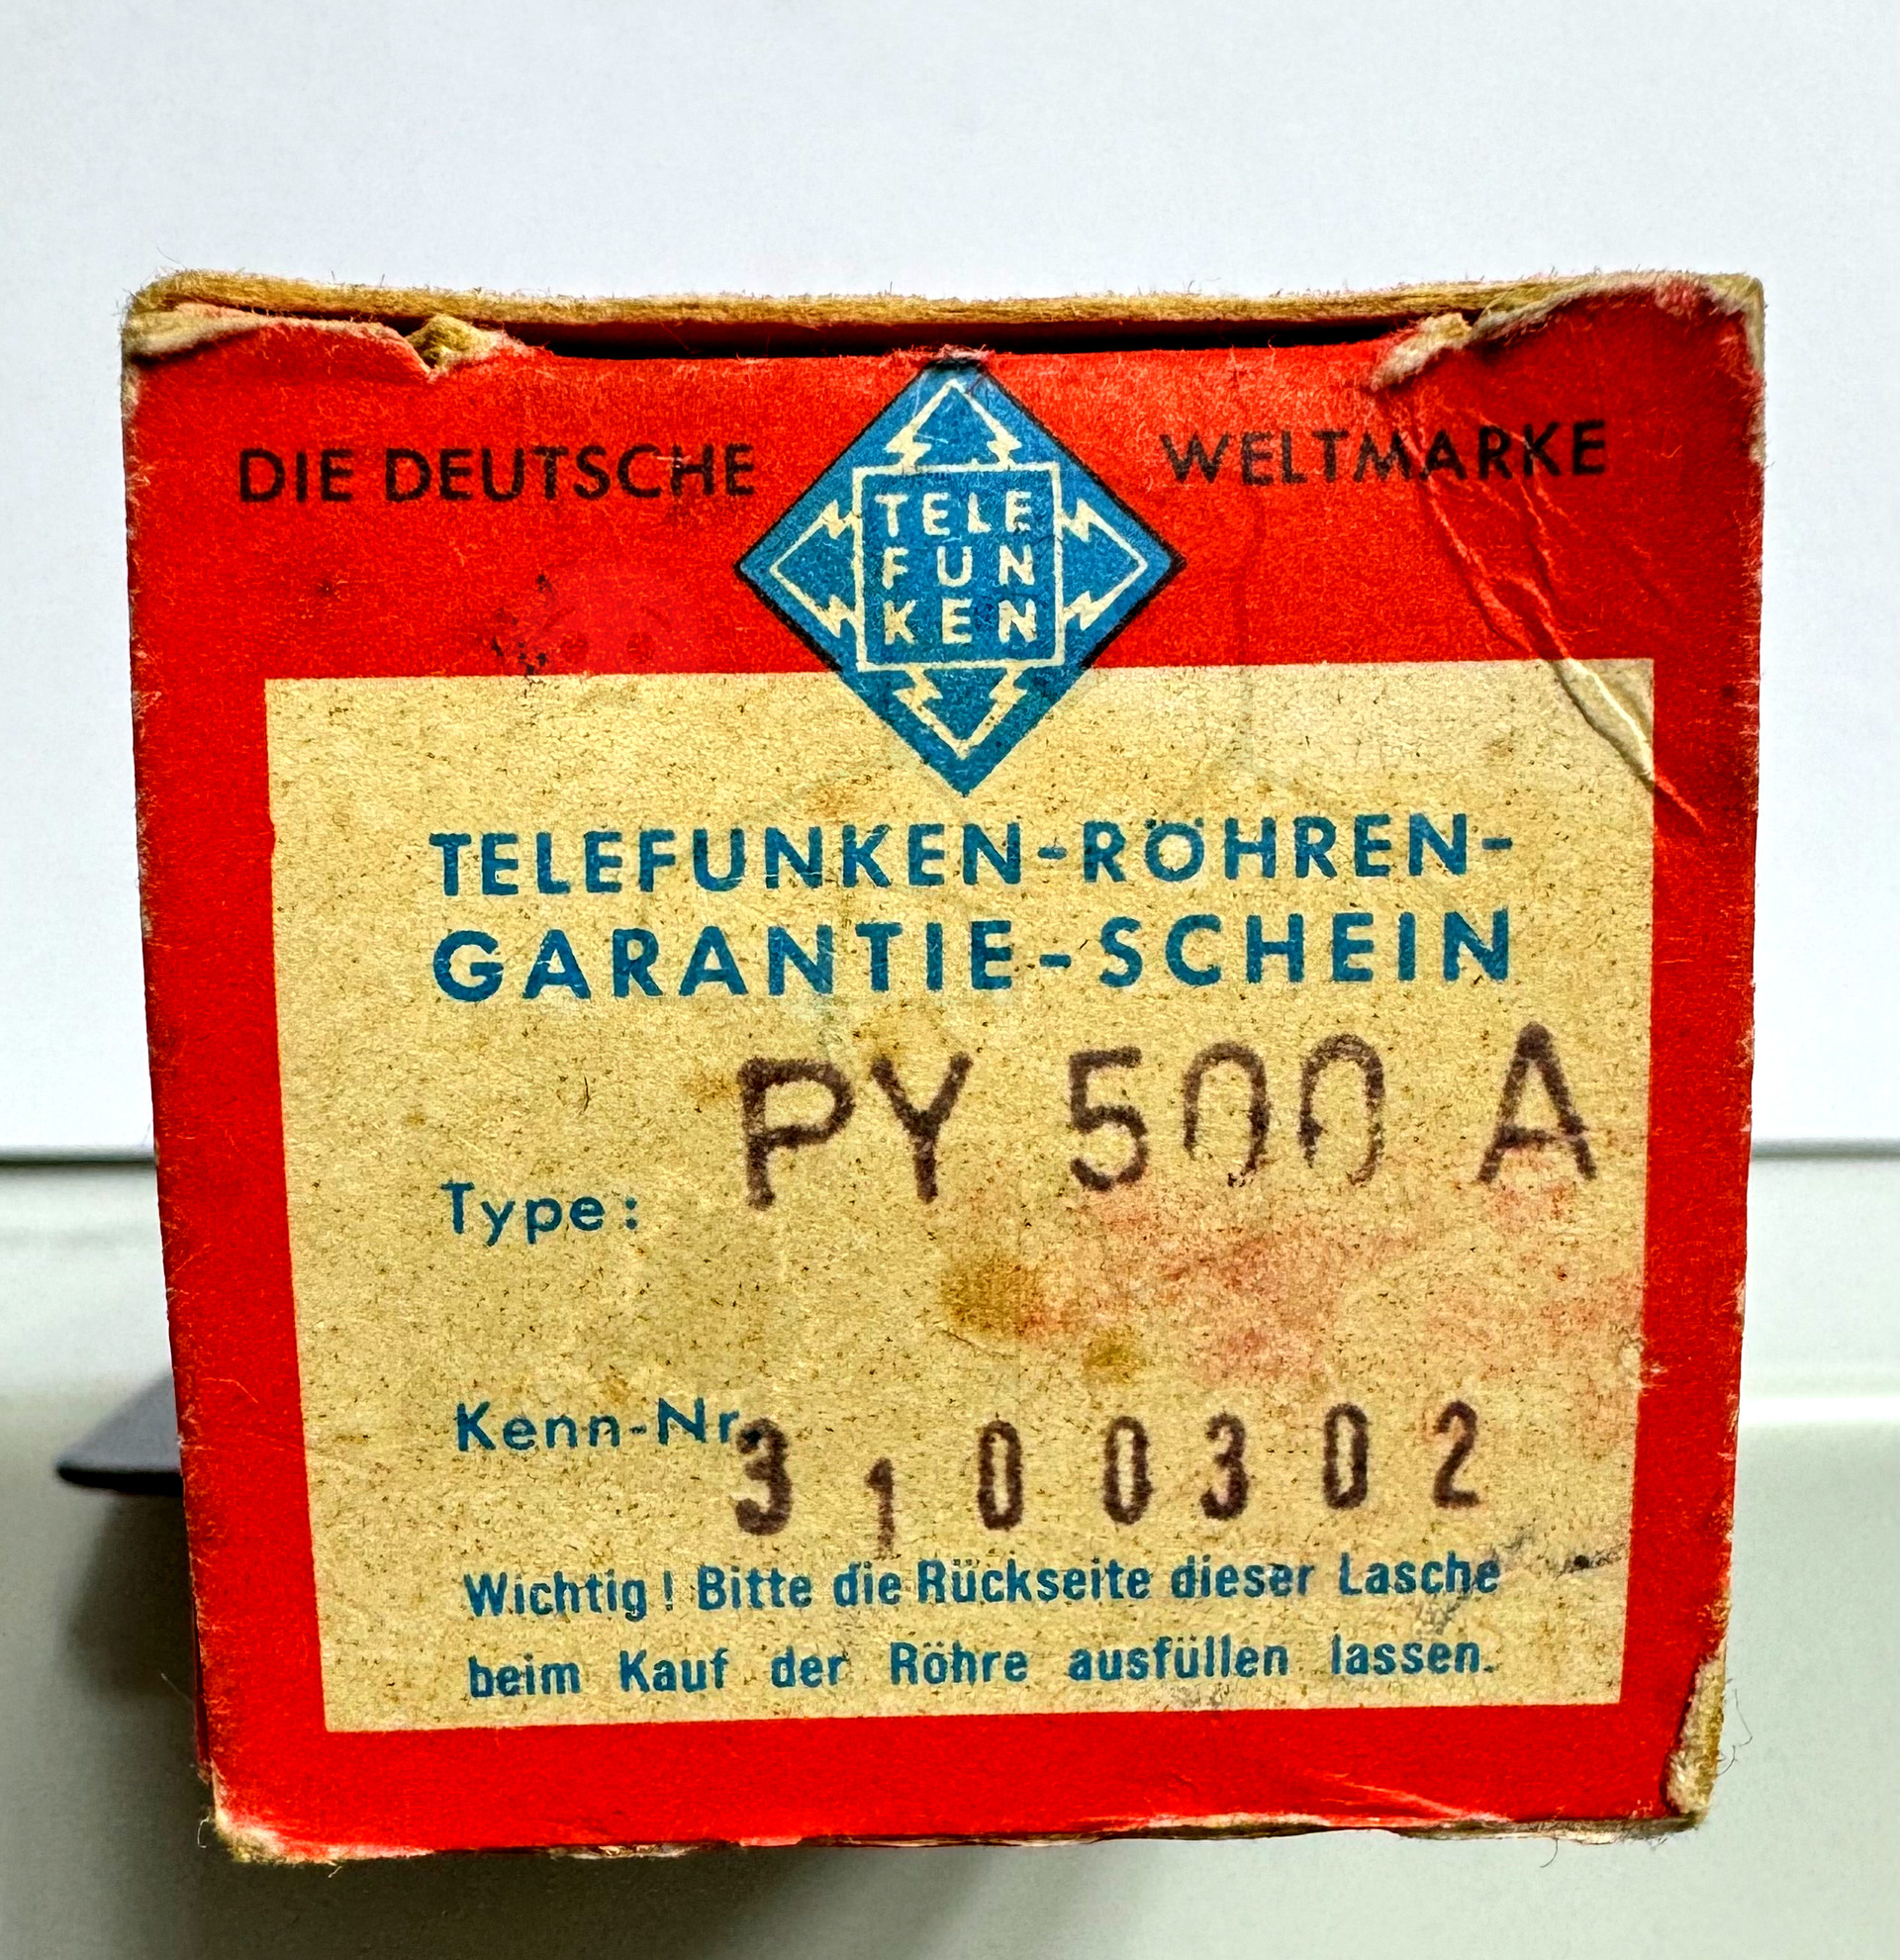 DIE DEUTSCHE WELTMARKE
TELE
FUN
KEN
TELEFUNKEN-RÖHREN-
GARANTIE-SCHEIN
Type: PY 500 A
Kenn-Nr. 3100302
Wichtig! Bitte die Rückseite dieser Lasche
beim Kauf der Röhre ausfüllen lassen.